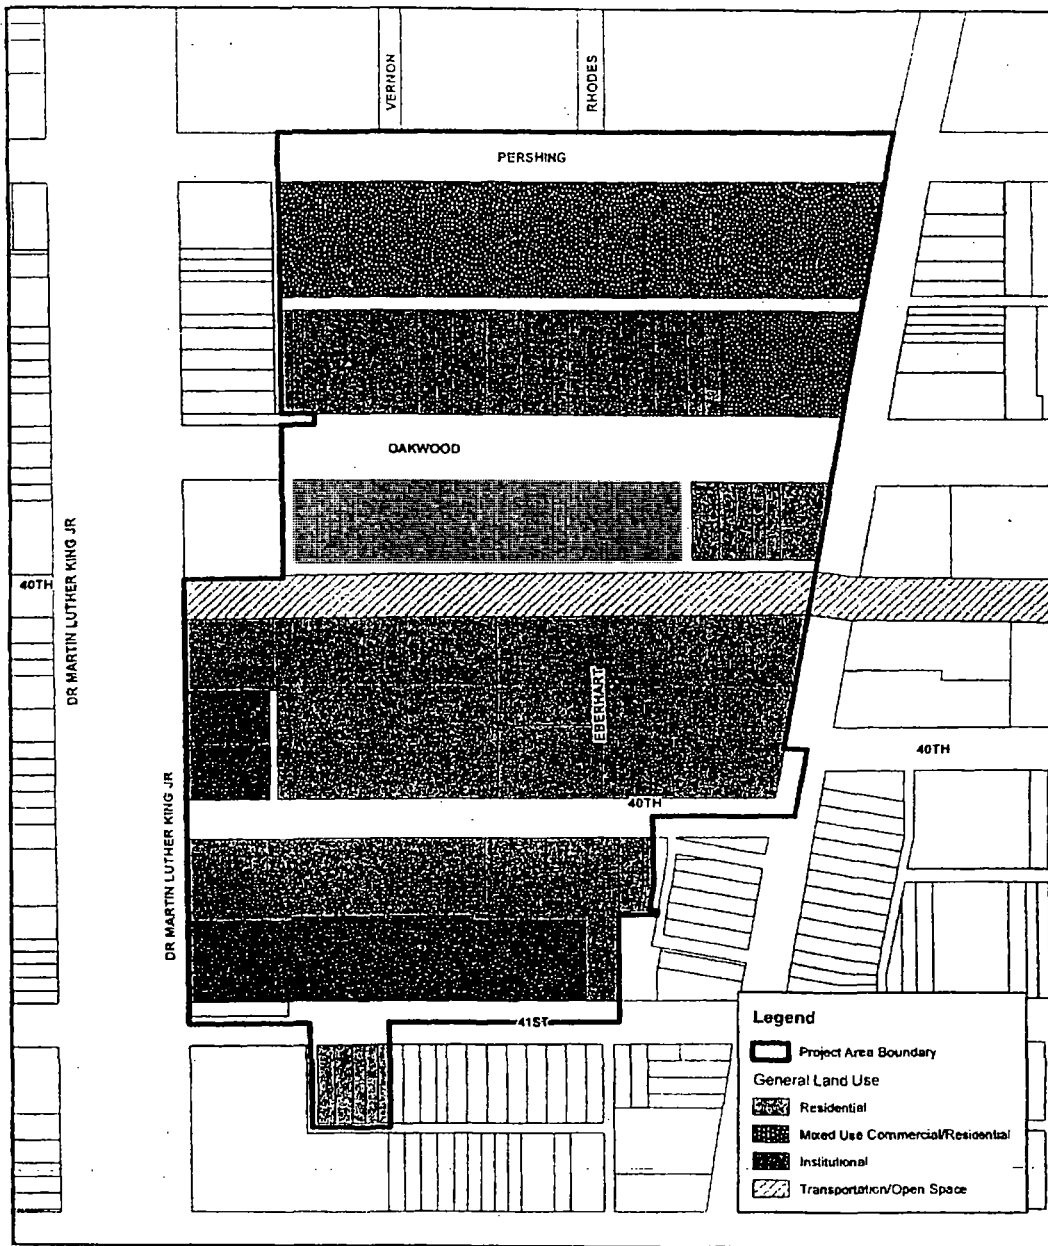 VERNON
RHODES
PERSHING
OAKWOOD
DR MARTIN LUTHER KING JR
40TH
EBERHART
40TH
40TH
DR MARTIN LUTHER KING JR
41ST
Legend
Project Area Boundary
General Land Use
Residential
Mixed Use Commercial/Residential
Institutional
Transportation/Open Space